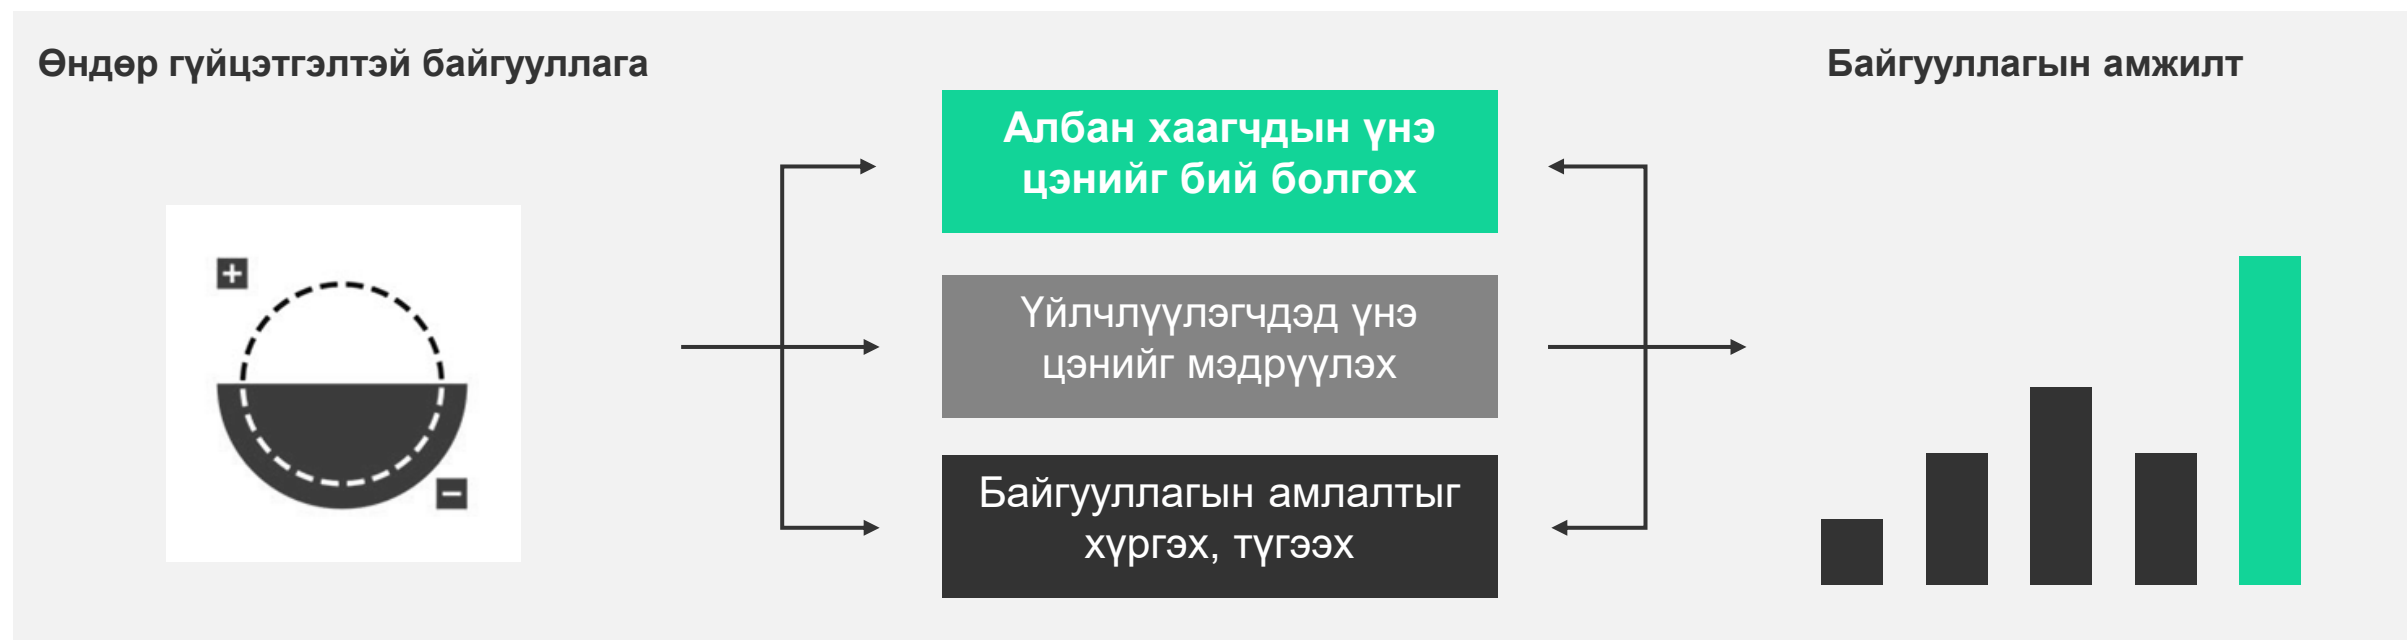 Өндөр гүйцэтгэлтэй байгууллага
Байгууллагын амжилт
Албан хаагчдын үнэ
цэнийг бий болгох
Үйлчлүүлэгчдэд үнэ
цэнийг мэдрүүлэх
Байгууллагын амлалтыг
хүргэх, түгээх